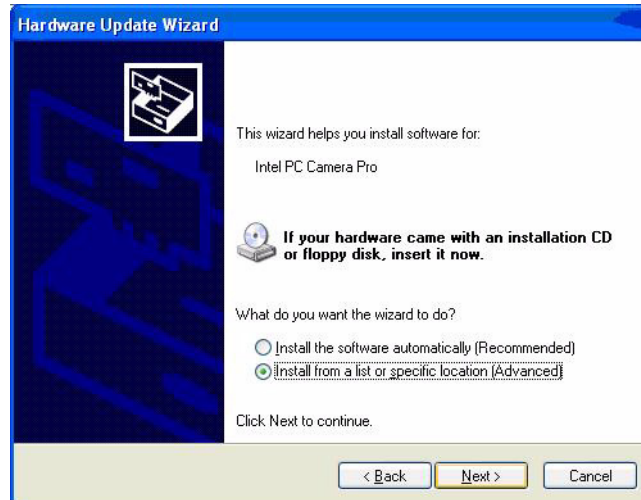 Hardware Update Wizard
This wizard helps you install software for:
Intel PC Camera Pro
If your hardware came with an installation CD
or floppy disk, insert it now.
What do you want the wizard to do?
Install the software automatically (Recommended)
Install from a list or specific location (Advanced)
Click Next to continue.
< Back Next > Cancel